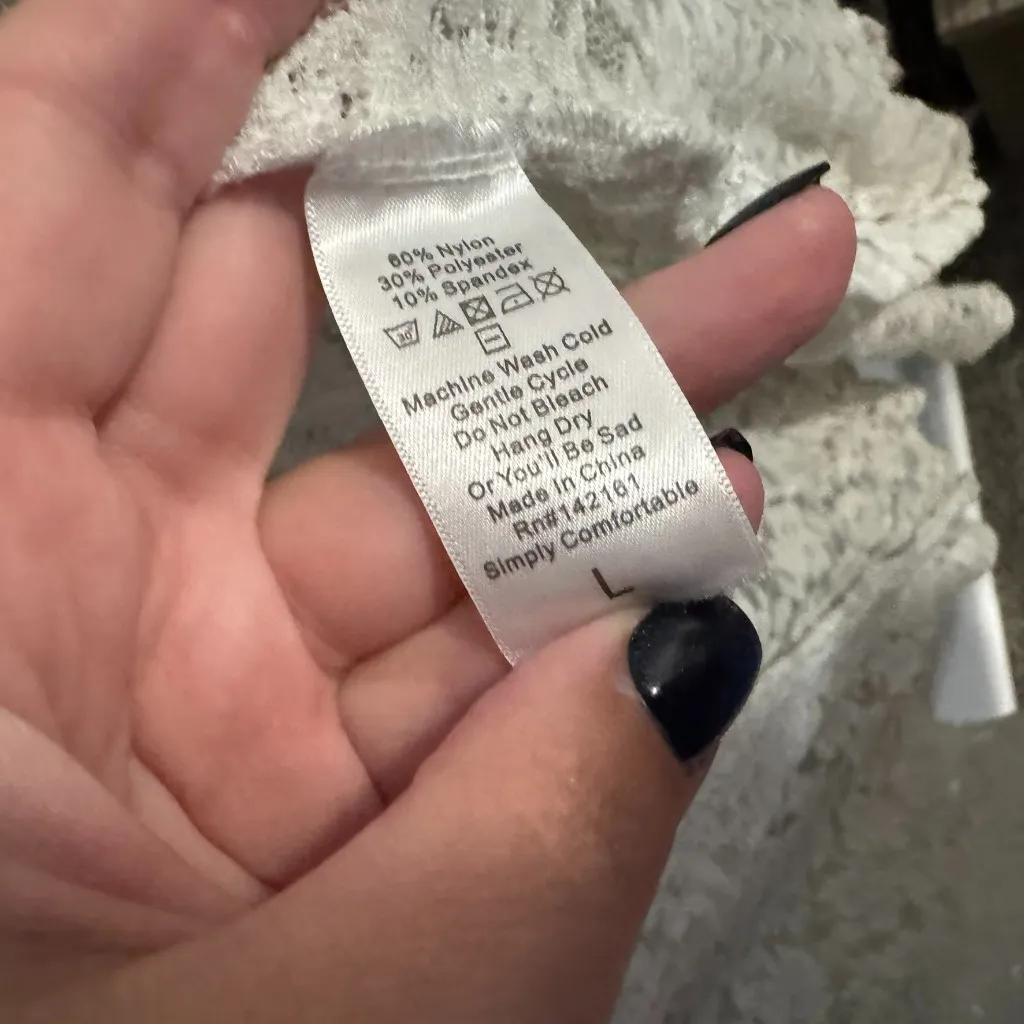 60% Nylon
30% Polyester
10% Spandex
30
Machine Wash Cold
Gentle Cycle
Do Not Bleach
Hang Dry
Or You'll Be Sad
Made In China
Rn#142161
Simply Comfortable
L